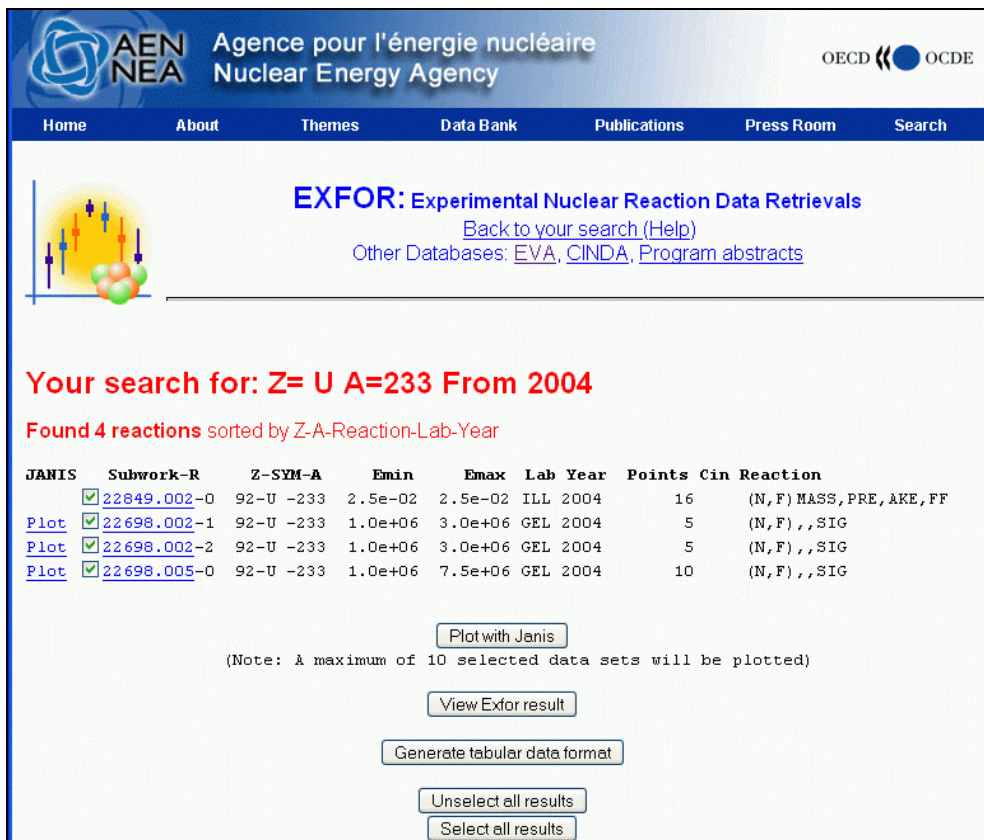 AEN
NEA
Agence pour l'énergie nucléaire
Nuclear Energy Agency
OECD OCDE
Home About Themes Data Bank Publications Press Room Search
EXFOR: Experimental Nuclear Reaction Data Retrievals
Back to your search (Help)
Other Databases: EVA, CINDA, Program abstracts
Your search for: Z= U A=233 From 2004
Found 4 reactions sorted by Z-A-Reaction-Lab-Year
JANIS Subwork-R Z-SYM-A Emin Emax Lab Year Points Cin Reaction
22849.002-0 92-U -233 2.5e-02 2.5e-02 ILL 2004 16 (N,F)MASS,PRE,AKE,FF
Plot 22698.002-1 92-U -233 1.0e+06 3.0e+06 GEL 2004 5 (N,F),,SIG
Plot 22698.002-2 92-U -233 1.0e+06 3.0e+06 GEL 2004 5 (N,F),,SIG
Plot 22698.005-0 92-U -233 1.0e+06 7.5e+06 GEL 2004 10 (N,F),,SIG
Plot with Janis
(Note: A maximum of 10 selected data sets will be plotted)
View Exfor result
Generate tabular data format
Unselect all results
Select all results